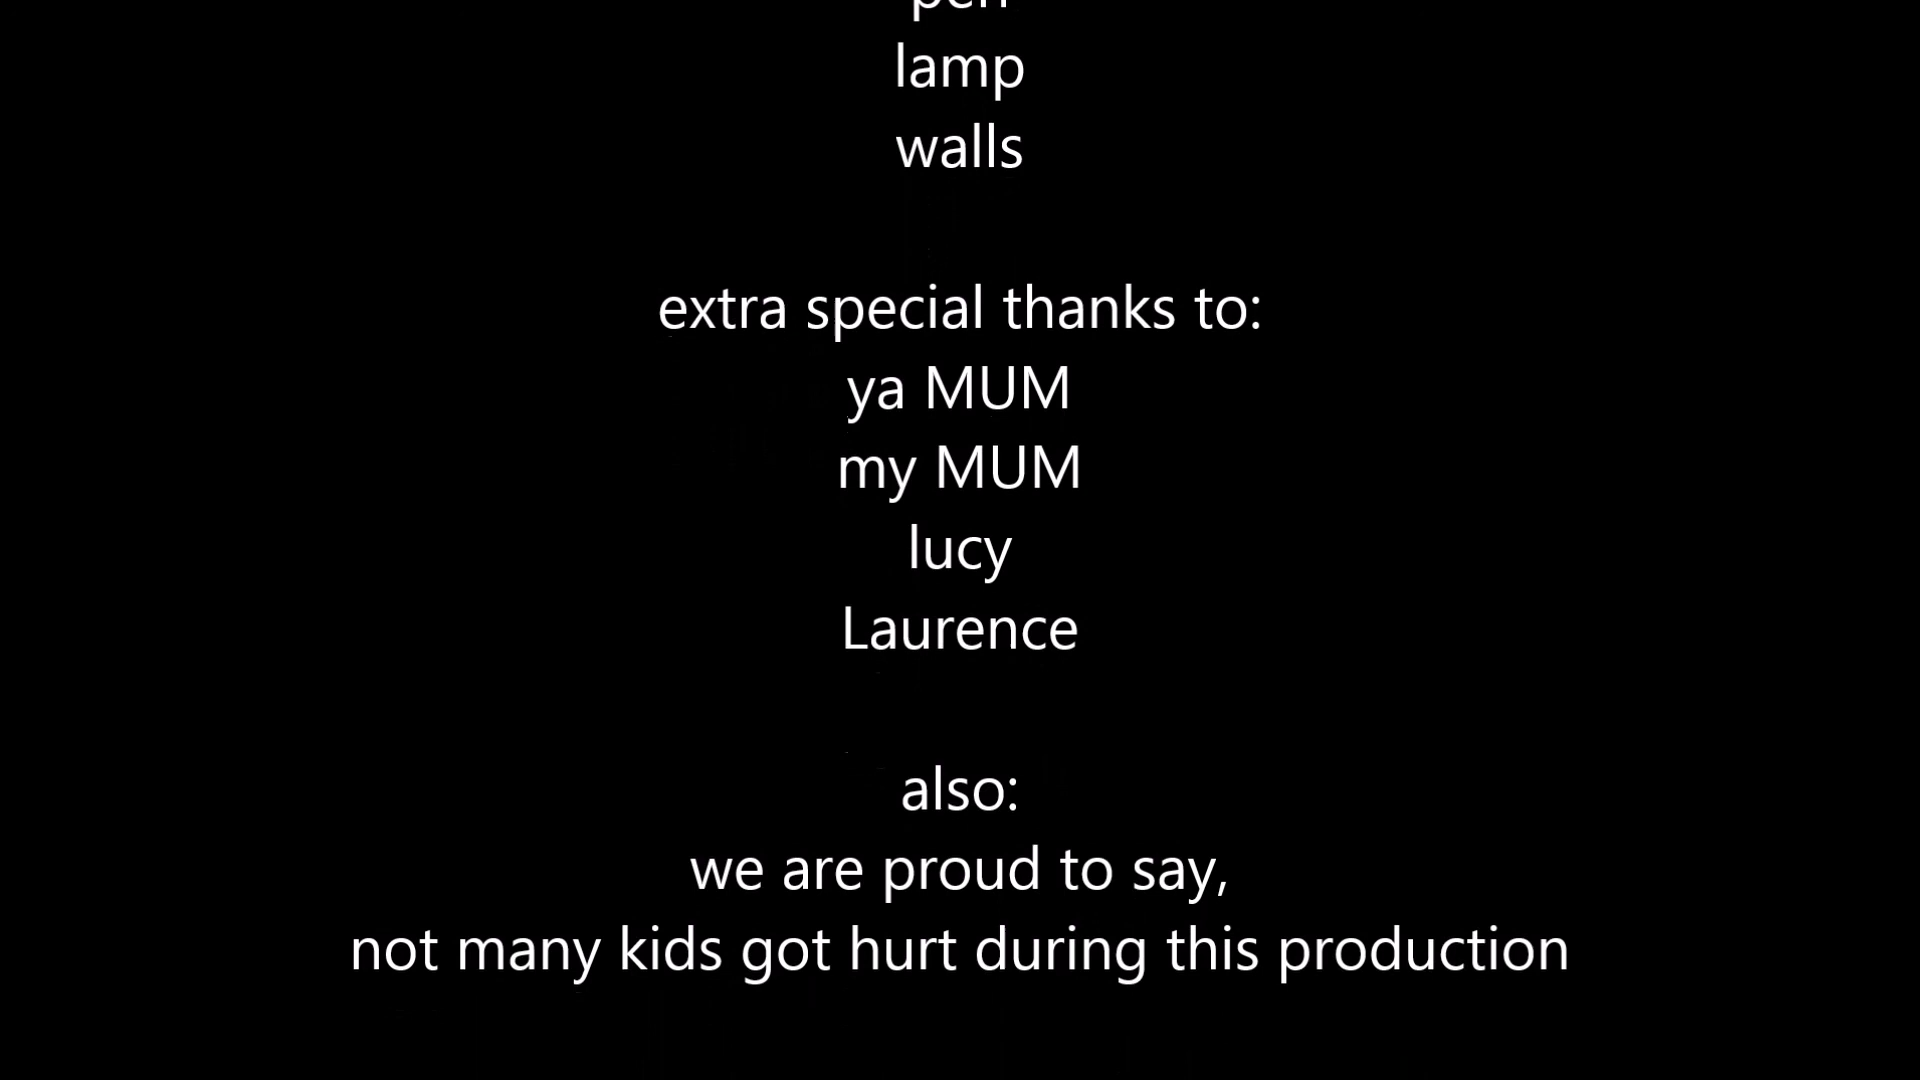 pen
lamp
walls
extra special thanks to:
ya MUM
my MUM
lucy
Laurence
also:
we are proud to say,
not many kids got hurt during this production